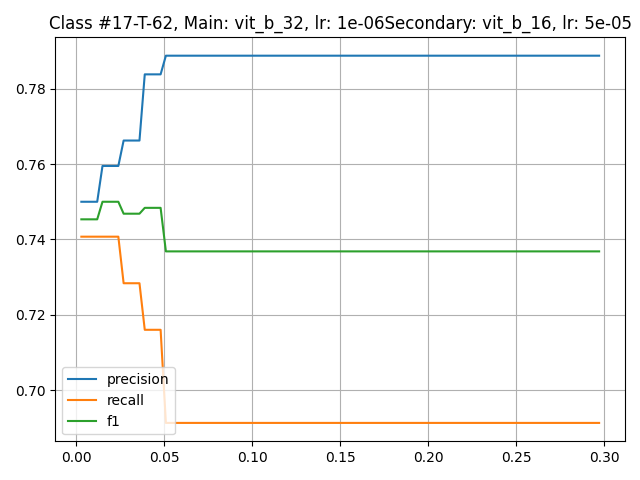 Class #17-T-62, Main: vit_b_32, lr: 1e-06Secondary: vit_b_16, lr: 5e-05
0.78
0.76
0.74
0.72
0.70
precision
recall
f1
0.00 0.05 0.10 0.15 0.20 0.25 0.30